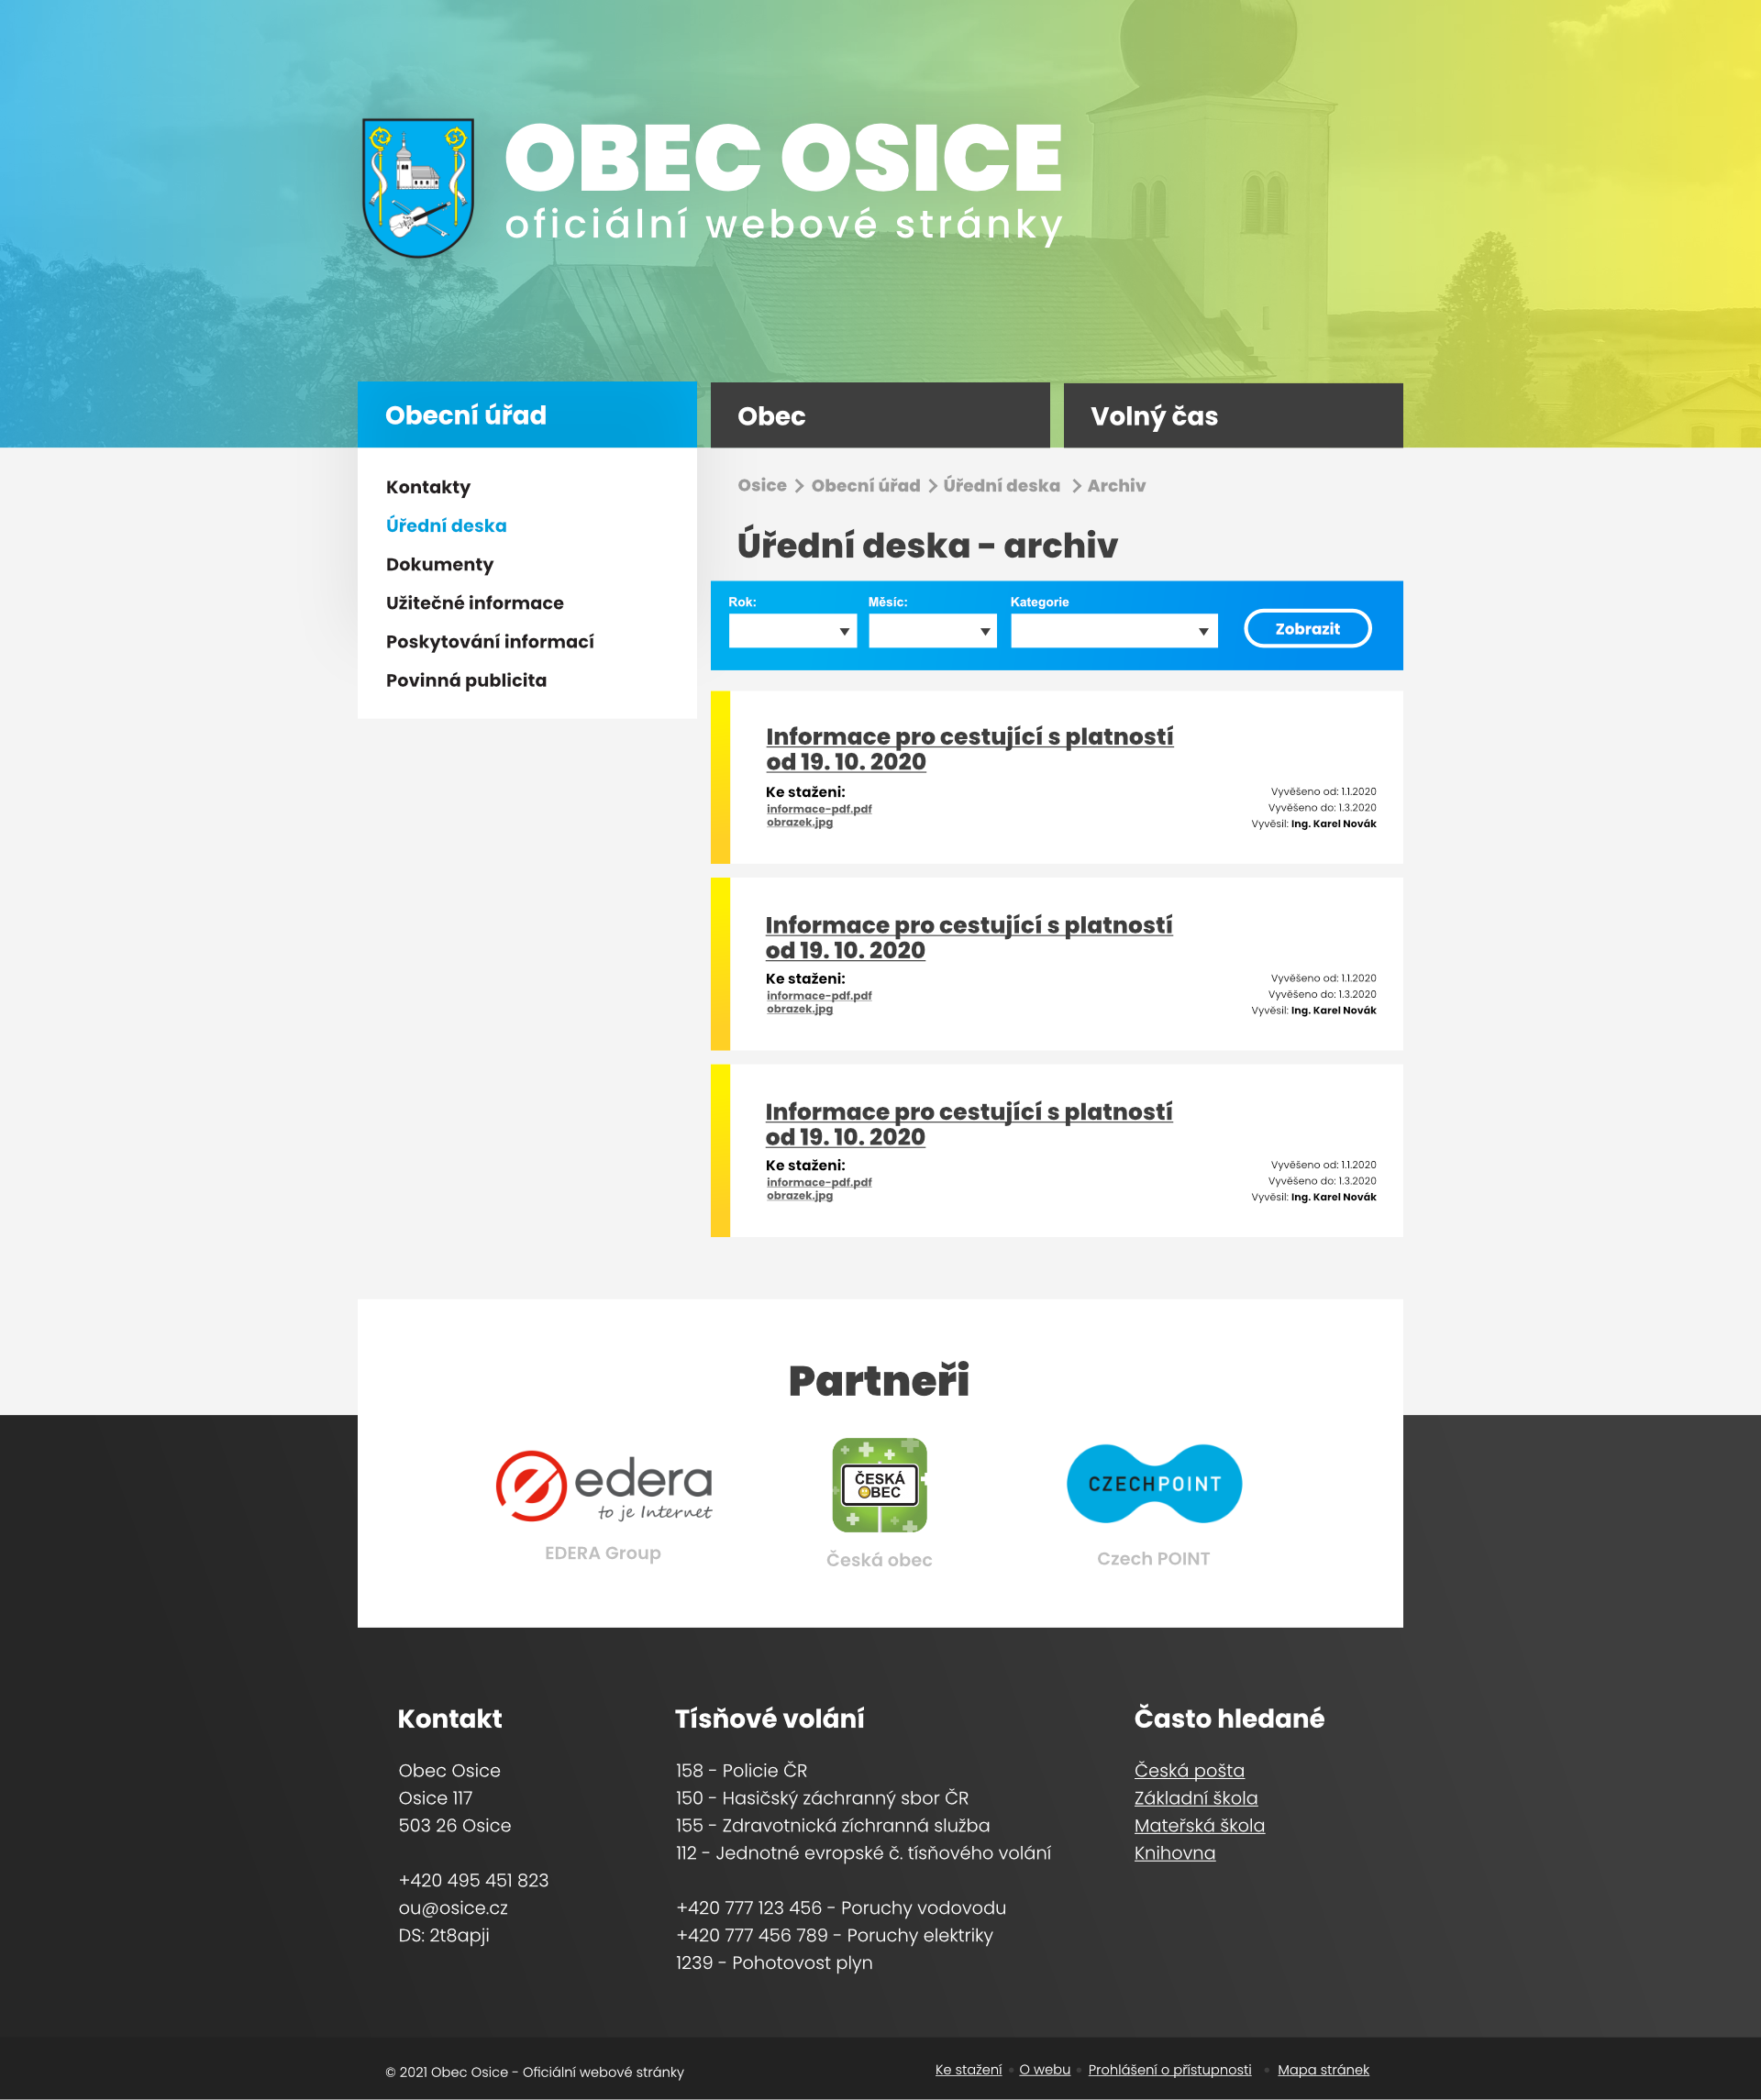 OBEC OSICE
oficiální webové stránky
Obecní úřad
Obec
Volný čas
Kontakty
Úřední deska
Dokumenty
Užitečné informace
Poskytování informací
Povinná publicita
Osice > Obecní úřad > Úřední deska > Archiv
Úřední deska - archiv
Rok:
Měsíc:
Kategorie
Zobrazit
Informace pro cestující s platností
od 19. 10. 2020
Ke staženi:
informace-pdf.pdf
obrazek.jpg
Vyvěšeno od: 1.1.2020
Vyvěšeno do: 1.3.2020
Vyvěsil: Ing. Karel Novák
Informace pro cestující s platností
od 19. 10. 2020
Ke staženi:
informace-pdf.pdf
obrazek.jpg
Vyvěšeno od: 1.1.2020
Vyvěšeno do: 1.3.2020
Vyvěsil: Ing. Karel Novák
Informace pro cestující s platností
od 19. 10. 2020
Ke staženi:
informace-pdf.pdf
obrazek.jpg
Vyvěšeno od: 1.1.2020
Vyvěšeno do: 1.3.2020
Vyvěsil: Ing. Karel Novák
Partneři
edera
to je Internet
EDERA Group
ČESKÁ
OBEC
Česká obec
CZECHPOINT
Czech POINT
Kontakt
Obec Osice
Osice 117
503 26 Osice
+420 495 451 823
ou@osice.cz
DS: 2t8apji
Tísňové volání
158 - Policie ČR
150 - Hasičský záchranný sbor ČR
155 - Zdravotnická zíchranná služba
112 - Jednotné evropské č. tísňového volání
+420 777 123 456 - Poruchy vodovodu
+420 777 456 789 - Poruchy elektriky
1239 - Pohotovost plyn
Často hledané
Česká pošta
Základní škola
Mateřská škola
Knihovna
© 2021 Obec Osice - Oficiální webové stránky
Ke stažení • O webu • Prohlášení o přístupnosti • Mapa stránek